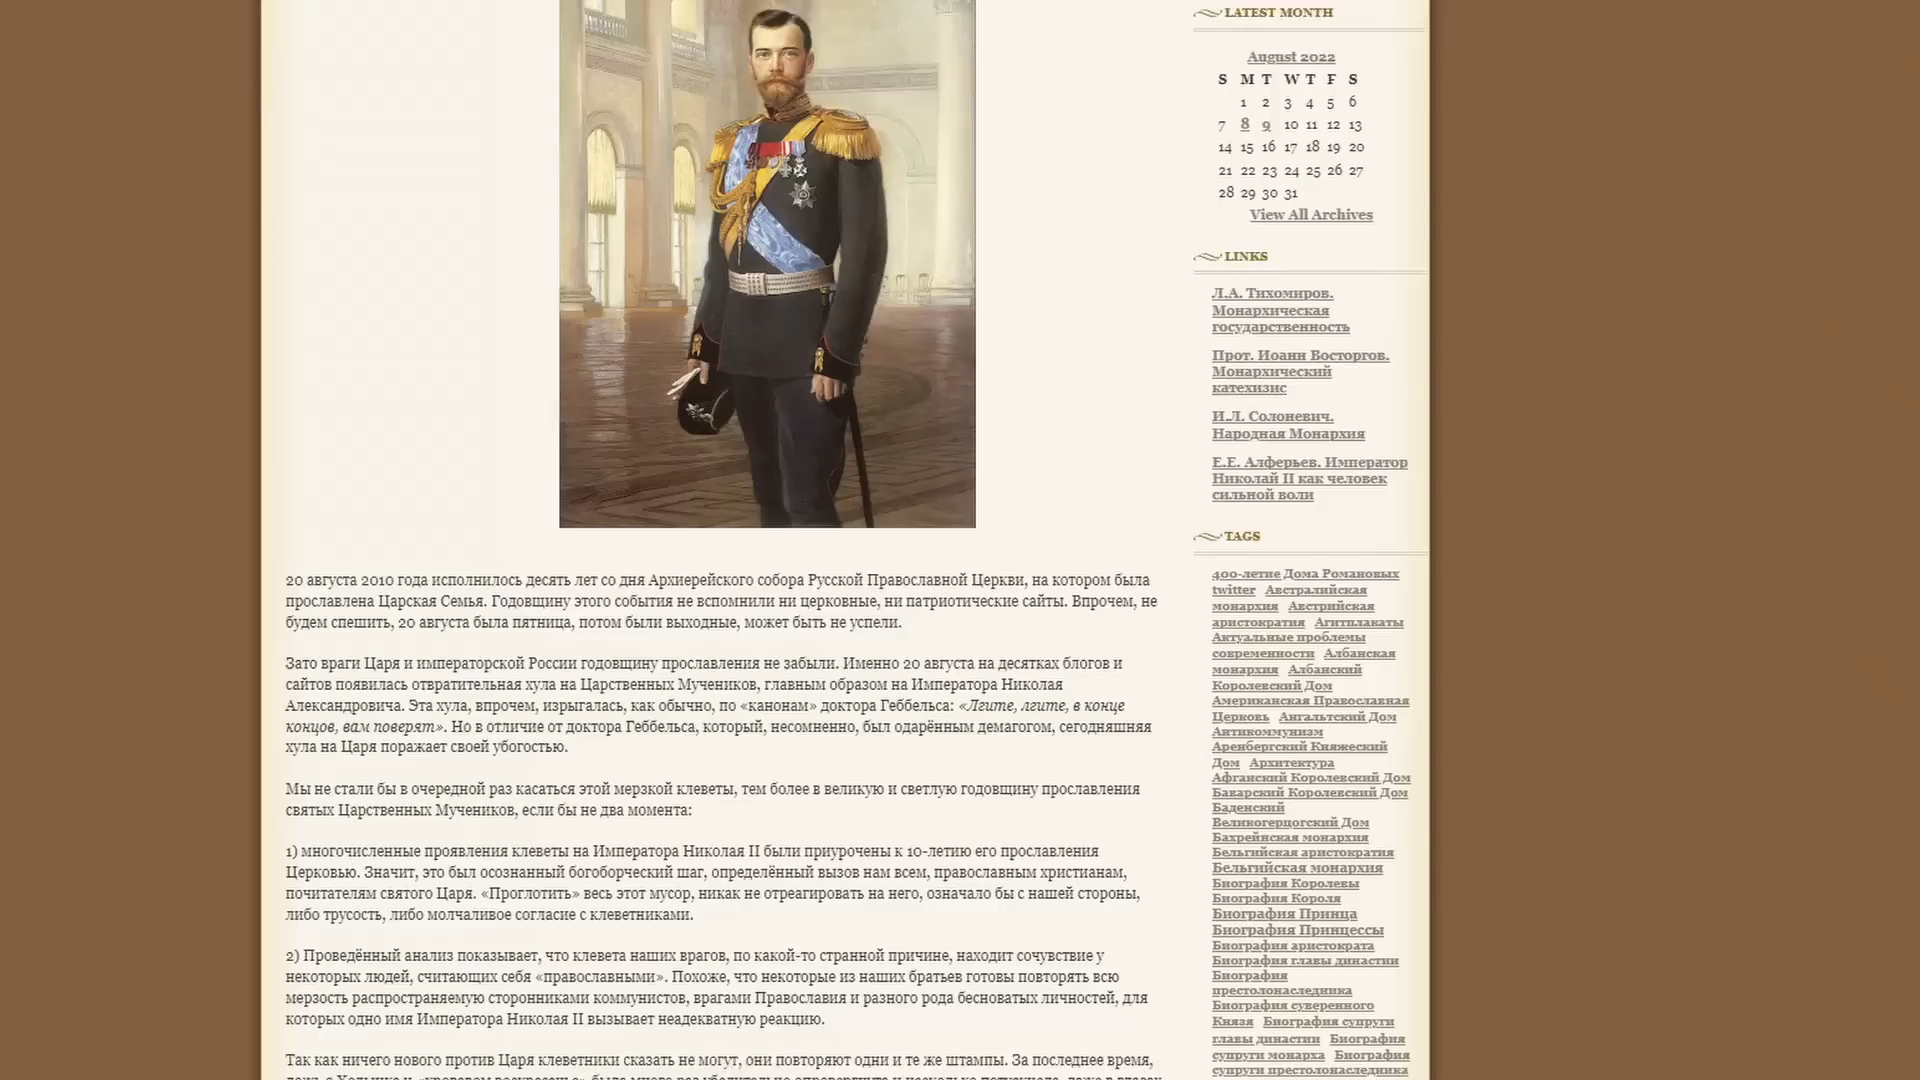 20 августа 2010 года исполнилось десять лет со дня Архиерейского собора Русской Православной Церкви, на котором была
прославлена Царская Семья. Годовщину этого события не вспомнили ни церковные, ни патриотические сайты. Впрочем, не
будем спешить, 20 августа была пятница, потом были выходные, может быть не успели.
Зато враги Царя и императорской России годовщину прославления не забыли. Именно 20 августа на десятках блогов и
сайтов появилась отвратительная хула на Царственных Мучеников, главным образом на Императора Николая
Александровича. Эта хула, впрочем, изрыгалась, как обычно, по «канонам» доктора Геббельса: «Лгите, лгите, в конце
концов, вам поверят». Но в отличие от доктора Геббельса, который, несомненно, был одарённым демагогом, сегодняшняя
хула на Царя поражает своей убогостью.
Мы не стали бы в очередной раз касаться этой мерзкой клеветы, тем более в великую и светлую годовщину прославления
святых Царственных Мучеников, если бы не два момента:
1) многочисленные проявления клеветы на Императора Николая II были приурочены к 10-летию его прославления
Церковью. Значит, это был осознанный богоборческий шаг, определённый вызов нам всем, православным христианам,
почитателям святого Царя. «Проглотить» весь этот мусор, никак не отреагировать на него, означало бы с нашей стороны,
либо трусость, либо молчаливое согласие с клеветниками.
2) Проведённый анализ показывает, что клевета наших врагов, по какой-то странной причине, находит сочувствие у
некоторых людей, считающих себя «православными». Похоже, что некоторые из наших братьев готовы повторять всю
мерзость распространяемую сторонниками коммунистов, врагами Православия и разного рода бесноватых личностей, для
которых одно имя Императора Николая II вызывает неадекватную реакцию.
Так как ничего нового против Царя клеветники сказать не могут, они повторяют одни и те же штампы. За последнее время,
LATEST MONTH
August 2022
S M T W T F S
1 2 3 4 5 6
7 8 9 10 11 12 13
14 15 16 17 18 19 20
21 22 23 24 25 26 27
28 29 30 31
View All Archives
LINKS
Л.А. Тихомиров.
Монархическая
государственность
Прот. Иоанн Восторгов.
Монархический
катехизис
И.Л. Солоневич.
Народная Монархия
Е.Е. Алферьев. Император
Николай II как человек
сильной воли
TAGS
400-летие Дома Романовых
twitter Австралийская
монархия Австрийская
аристократия Агитплакаты
Актуальные проблемы
современности Албанская
монархия Албанский
Королевский Дом
Американская Православная
Церковь Ангальтский Дом
Антикоммунизм
Аренбергский Княжеский
Дом Архитектура
Афганский Королевский Дом
Баварский Королевский Дом
Баденский
Великогерцогский Дом
Бахрейнская монархия
Бельгийская аристократия
Бельгийская монархия
Биография Королевы
Биография Короля
Биография Принца
Биография Принцессы
Биография аристократа
Биография главы династии
Биография
престолонаследника
Биография суверенного
Князя Биография супруги
главы династии Биография
супруги монарха Биография
супруги престолонаследника